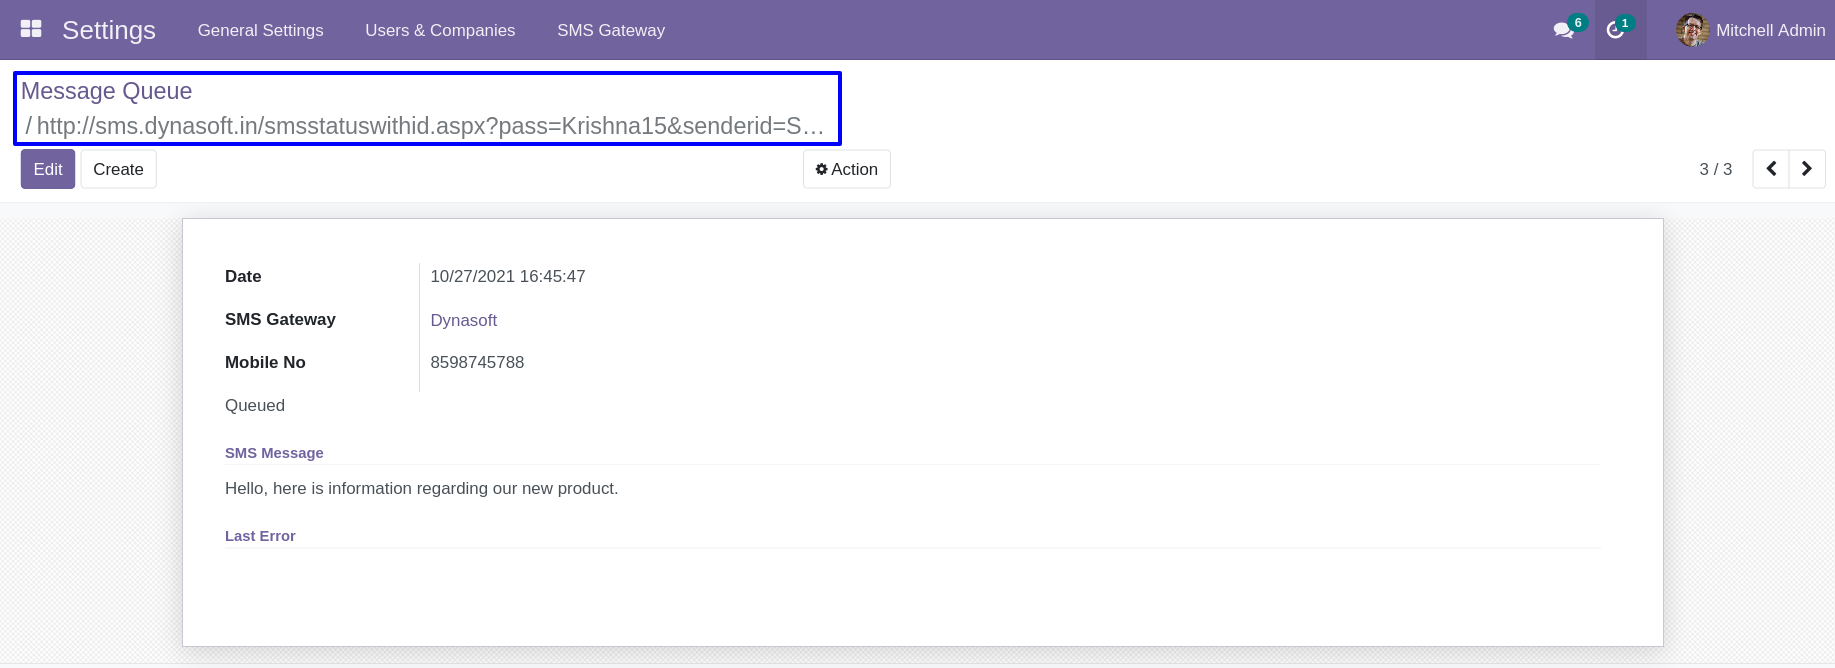 Settings General Settings Users & Companies SMS Gateway 6 1 Mitchell Admin
Message Queue
/ http://sms.dynasoft.in/smsstatuswithid.aspx?pass=Krishna15&senderid=S...
Edit Create Action 3 / 3
Date 10/27/2021 16:45:47
SMS Gateway Dynasoft
Mobile No 8598745788
Queued
SMS Message
Hello, here is information regarding our new product.
Last Error